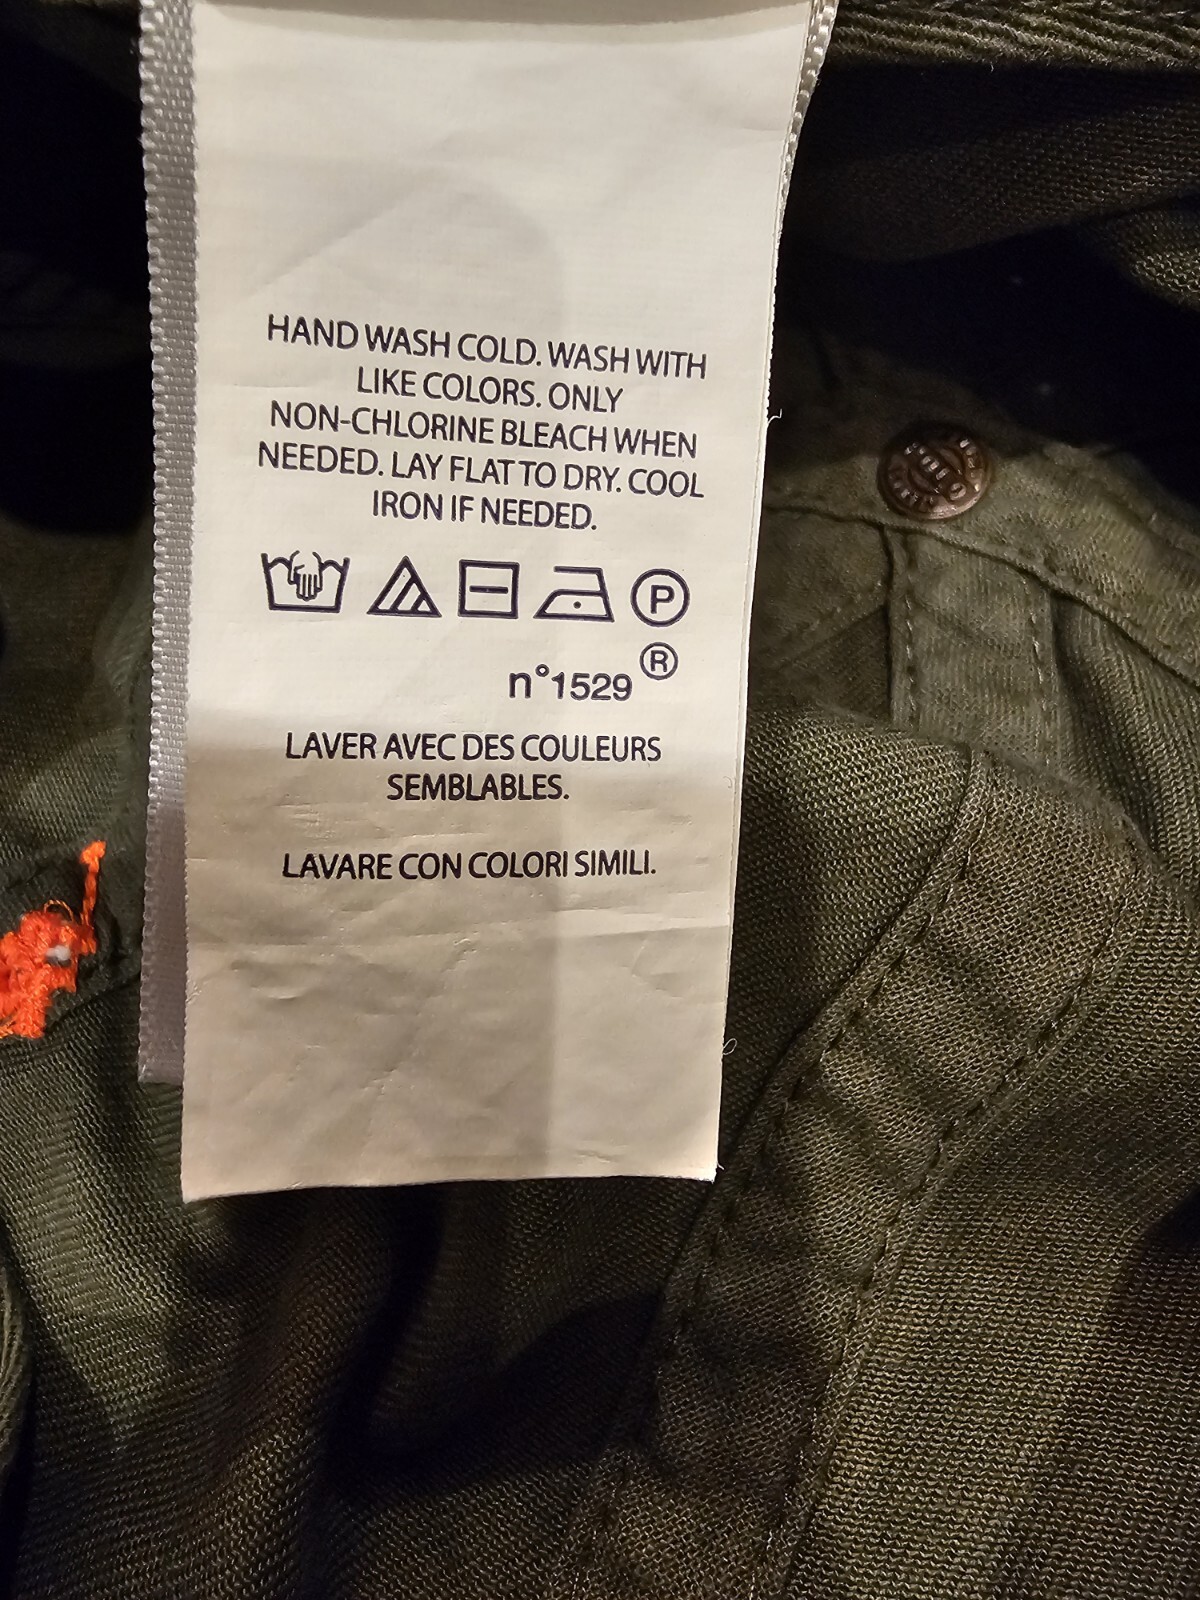 HAND WASH COLD. WASH WITH
LIKE COLORS. ONLY
NON-CHLORINE BLEACH WHEN
NEEDED. LAY FLAT TO DRY. COOL
IRON IF NEEDED.
P
n°1529 ®
LAVER AVEC DES COULEURS
SEMBLABLES.
LAVARE CON COLORI SIMILI.